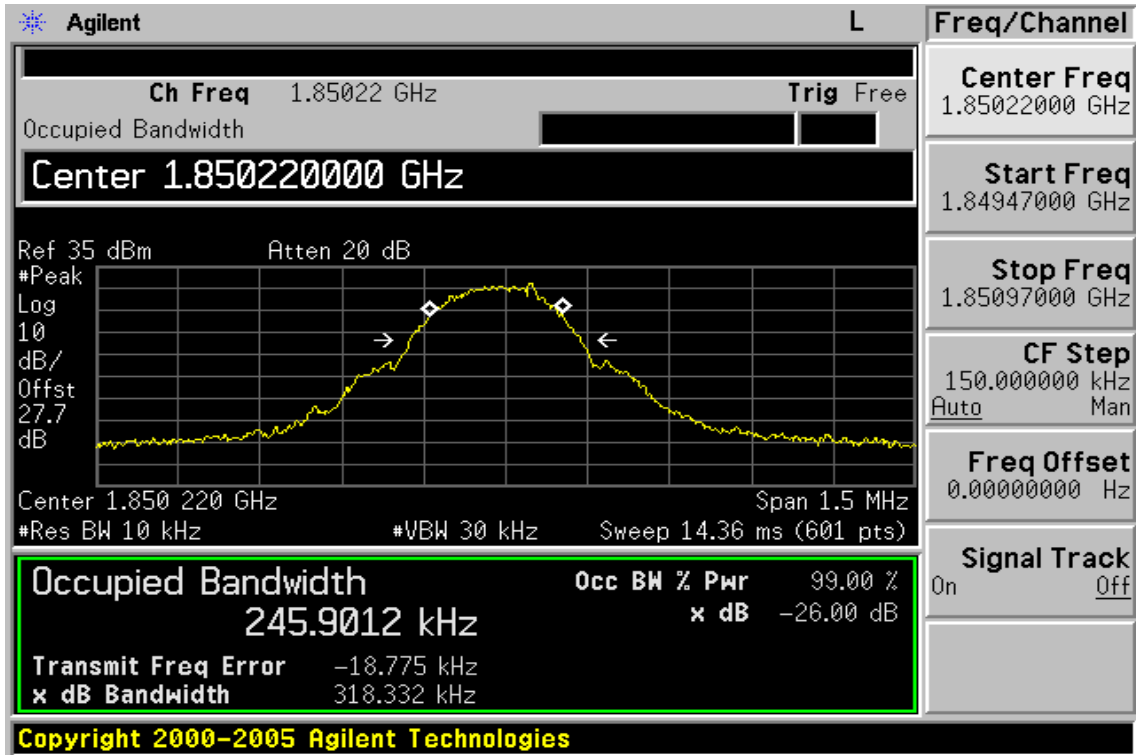 Agilent
L
Freq/Channel
Ch Freq 1.85022 GHz
Trig Free
Occupied Bandwidth
Center 1.850220000 GHz
Ref 35 dBm
Atten 20 dB
#Peak
Log
10
dB/
Offst
27.7
dB
Center 1.850 220 GHz
Span 1.5 MHz
#Res BW 10 kHz
#VBW 30 kHz
Sweep 14.36 ms (601 pts)
Occupied Bandwidth
245.9012 kHz
Occ BW % Pwr 99.00 %
x dB -26.00 dB
Transmit Freq Error -18.775 kHz
x dB Bandwidth 318.332 kHz
Center Freq
1.85022000 GHz
Start Freq
1.84947000 GHz
Stop Freq
1.85097000 GHz
CF Step
150.000000 kHz
Auto Man
Freq Offset
0.00000000 Hz
Signal Track
On Off
Copyright 2000-2005 Agilent Technologies